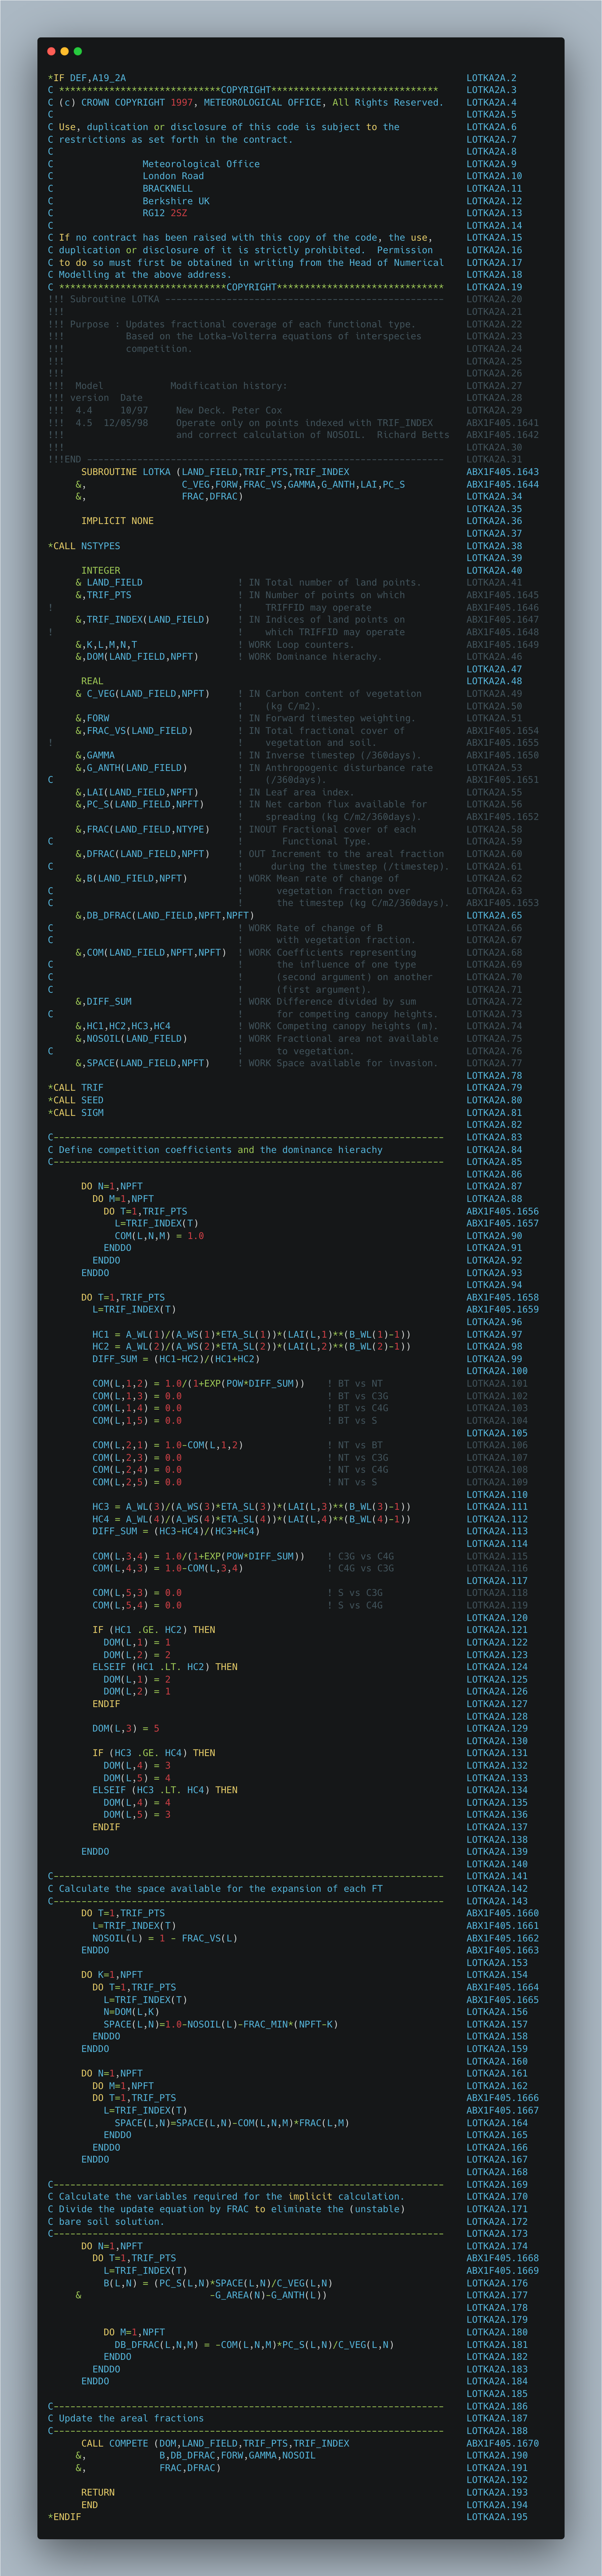 *IF DEF,A19_2A                                                             LOTKA2A.2
C *****************************COPYRIGHT******************************     LOTKA2A.3
C (c) CROWN COPYRIGHT 1997, METEOROLOGICAL OFFICE, All Rights Reserved.    LOTKA2A.4
C                                                                          LOTKA2A.5
C Use, duplication or disclosure of this code is subject to the            LOTKA2A.6
C restrictions as set forth in the contract.                               LOTKA2A.7
C                                                                          LOTKA2A.8
C                Meteorological Office                                     LOTKA2A.9
C                London Road                                               LOTKA2A.10
C                BRACKNELL                                                 LOTKA2A.11
C                Berkshire UK                                              LOTKA2A.12
C                RG12 2SZ                                                  LOTKA2A.13
C                                                                          LOTKA2A.14
C If no contract has been raised with this copy of the code, the use,      LOTKA2A.15
C duplication or disclosure of it is strictly prohibited.  Permission      LOTKA2A.16
C to do so must first be obtained in writing from the Head of Numerical    LOTKA2A.17
C Modelling at the above address.                                          LOTKA2A.18
C ******************************COPYRIGHT******************************    LOTKA2A.19
!!! Subroutine LOTKA --------------------------------------------------    LOTKA2A.20
!!!                                                                        LOTKA2A.21
!!! Purpose : Updates fractional coverage of each functional type.         LOTKA2A.22
!!!           Based on the Lotka-Volterra equations of interspecies        LOTKA2A.23
!!!           competition.                                                 LOTKA2A.24
!!!                                                                        LOTKA2A.25
!!!                                                                        LOTKA2A.26
!!!  Model            Modification history:                                LOTKA2A.27
!!! version  Date                                                          LOTKA2A.28
!!!  4.4     10/97     New Deck. Peter Cox                                 LOTKA2A.29
!!!  4.5  12/05/98     Operate only on points indexed with TRIF_INDEX      ABX1F405.1641
!!!                    and correct calculation of NOSOIL.  Richard Betts   ABX1F405.1642
!!!                                                                        LOTKA2A.30
!!!END ----------------------------------------------------------------    LOTKA2A.31
      SUBROUTINE LOTKA (LAND_FIELD,TRIF_PTS,TRIF_INDEX                     ABX1F405.1643
     &,                 C_VEG,FORW,FRAC_VS,GAMMA,G_ANTH,LAI,PC_S           ABX1F405.1644
     &,                 FRAC,DFRAC)                                        LOTKA2A.34
                                                                           LOTKA2A.35
      IMPLICIT NONE                                                        LOTKA2A.36
                                                                           LOTKA2A.37
*CALL NSTYPES                                                              LOTKA2A.38
                                                                           LOTKA2A.39
      INTEGER                                                              LOTKA2A.40
     & LAND_FIELD                 ! IN Total number of land points.        LOTKA2A.41
     &,TRIF_PTS                   ! IN Number of points on which           ABX1F405.1645
!                                 !    TRIFFID may operate                 ABX1F405.1646
     &,TRIF_INDEX(LAND_FIELD)     ! IN Indices of land points on           ABX1F405.1647
!                                 !    which TRIFFID may operate           ABX1F405.1648
     &,K,L,M,N,T                  ! WORK Loop counters.                    ABX1F405.1649
     &,DOM(LAND_FIELD,NPFT)       ! WORK Dominance hierachy.               LOTKA2A.46
                                                                           LOTKA2A.47
      REAL                                                                 LOTKA2A.48
     & C_VEG(LAND_FIELD,NPFT)     ! IN Carbon content of vegetation        LOTKA2A.49
                                  !    (kg C/m2).                          LOTKA2A.50
     &,FORW                       ! IN Forward timestep weighting.         LOTKA2A.51
     &,FRAC_VS(LAND_FIELD)        ! IN Total fractional cover of           ABX1F405.1654
!                                 !    vegetation and soil.                ABX1F405.1655
     &,GAMMA                      ! IN Inverse timestep (/360days).        ABX1F405.1650
     &,G_ANTH(LAND_FIELD)         ! IN Anthropogenic disturbance rate      LOTKA2A.53
C                                 !    (/360days).                         ABX1F405.1651
     &,LAI(LAND_FIELD,NPFT)       ! IN Leaf area index.                    LOTKA2A.55
     &,PC_S(LAND_FIELD,NPFT)      ! IN Net carbon flux available for       LOTKA2A.56
                                  !    spreading (kg C/m2/360days).        ABX1F405.1652
     &,FRAC(LAND_FIELD,NTYPE)     ! INOUT Fractional cover of each         LOTKA2A.58
C                                 !       Functional Type.                 LOTKA2A.59
     &,DFRAC(LAND_FIELD,NPFT)     ! OUT Increment to the areal fraction    LOTKA2A.60
C                                 !     during the timestep (/timestep).   LOTKA2A.61
     &,B(LAND_FIELD,NPFT)         ! WORK Mean rate of change of            LOTKA2A.62
C                                 !      vegetation fraction over          LOTKA2A.63
C                                 !      the timestep (kg C/m2/360days).   ABX1F405.1653
     &,DB_DFRAC(LAND_FIELD,NPFT,NPFT)                                      LOTKA2A.65
C                                 ! WORK Rate of change of B               LOTKA2A.66
C                                 !      with vegetation fraction.         LOTKA2A.67
     &,COM(LAND_FIELD,NPFT,NPFT)  ! WORK Coefficients representing         LOTKA2A.68
C                                 !      the influence of one type         LOTKA2A.69
C                                 !      (second argument) on another      LOTKA2A.70
C                                 !      (first argument).                 LOTKA2A.71
     &,DIFF_SUM                   ! WORK Difference divided by sum         LOTKA2A.72
C                                 !      for competing canopy heights.     LOTKA2A.73
     &,HC1,HC2,HC3,HC4            ! WORK Competing canopy heights (m).     LOTKA2A.74
     &,NOSOIL(LAND_FIELD)         ! WORK Fractional area not available     LOTKA2A.75
C                                 !      to vegetation.                    LOTKA2A.76
     &,SPACE(LAND_FIELD,NPFT)     ! WORK Space available for invasion.     LOTKA2A.77
                                                                           LOTKA2A.78
*CALL TRIF                                                                 LOTKA2A.79
*CALL SEED                                                                 LOTKA2A.80
*CALL SIGM                                                                 LOTKA2A.81
                                                                           LOTKA2A.82
C----------------------------------------------------------------------    LOTKA2A.83
C Define competition coefficients and the dominance hierachy               LOTKA2A.84
C----------------------------------------------------------------------    LOTKA2A.85
                                                                           LOTKA2A.86
      DO N=1,NPFT                                                          LOTKA2A.87
        DO M=1,NPFT                                                        LOTKA2A.88
          DO T=1,TRIF_PTS                                                  ABX1F405.1656
            L=TRIF_INDEX(T)                                                ABX1F405.1657
            COM(L,N,M) = 1.0                                               LOTKA2A.90
          ENDDO                                                            LOTKA2A.91
        ENDDO                                                              LOTKA2A.92
      ENDDO                                                                LOTKA2A.93
                                                                           LOTKA2A.94
      DO T=1,TRIF_PTS                                                      ABX1F405.1658
        L=TRIF_INDEX(T)                                                    ABX1F405.1659
                                                                           LOTKA2A.96
        HC1 = A_WL(1)/(A_WS(1)*ETA_SL(1))*(LAI(L,1)**(B_WL(1)-1))          LOTKA2A.97
        HC2 = A_WL(2)/(A_WS(2)*ETA_SL(2))*(LAI(L,2)**(B_WL(2)-1))          LOTKA2A.98
        DIFF_SUM = (HC1-HC2)/(HC1+HC2)                                     LOTKA2A.99
                                                                           LOTKA2A.100
        COM(L,1,2) = 1.0/(1+EXP(POW*DIFF_SUM))    ! BT vs NT               LOTKA2A.101
        COM(L,1,3) = 0.0                          ! BT vs C3G              LOTKA2A.102
        COM(L,1,4) = 0.0                          ! BT vs C4G              LOTKA2A.103
        COM(L,1,5) = 0.0                          ! BT vs S                LOTKA2A.104
                                                                           LOTKA2A.105
        COM(L,2,1) = 1.0-COM(L,1,2)               ! NT vs BT               LOTKA2A.106
        COM(L,2,3) = 0.0                          ! NT vs C3G              LOTKA2A.107
        COM(L,2,4) = 0.0                          ! NT vs C4G              LOTKA2A.108
        COM(L,2,5) = 0.0                          ! NT vs S                LOTKA2A.109
                                                                           LOTKA2A.110
        HC3 = A_WL(3)/(A_WS(3)*ETA_SL(3))*(LAI(L,3)**(B_WL(3)-1))          LOTKA2A.111
        HC4 = A_WL(4)/(A_WS(4)*ETA_SL(4))*(LAI(L,4)**(B_WL(4)-1))          LOTKA2A.112
        DIFF_SUM = (HC3-HC4)/(HC3+HC4)                                     LOTKA2A.113
                                                                           LOTKA2A.114
        COM(L,3,4) = 1.0/(1+EXP(POW*DIFF_SUM))    ! C3G vs C4G             LOTKA2A.115
        COM(L,4,3) = 1.0-COM(L,3,4)               ! C4G vs C3G             LOTKA2A.116
                                                                           LOTKA2A.117
        COM(L,5,3) = 0.0                          ! S vs C3G               LOTKA2A.118
        COM(L,5,4) = 0.0                          ! S vs C4G               LOTKA2A.119
                                                                           LOTKA2A.120
        IF (HC1 .GE. HC2) THEN                                             LOTKA2A.121
          DOM(L,1) = 1                                                     LOTKA2A.122
          DOM(L,2) = 2                                                     LOTKA2A.123
        ELSEIF (HC1 .LT. HC2) THEN                                         LOTKA2A.124
          DOM(L,1) = 2                                                     LOTKA2A.125
          DOM(L,2) = 1                                                     LOTKA2A.126
        ENDIF                                                              LOTKA2A.127
                                                                           LOTKA2A.128
        DOM(L,3) = 5                                                       LOTKA2A.129
                                                                           LOTKA2A.130
        IF (HC3 .GE. HC4) THEN                                             LOTKA2A.131
          DOM(L,4) = 3                                                     LOTKA2A.132
          DOM(L,5) = 4                                                     LOTKA2A.133
        ELSEIF (HC3 .LT. HC4) THEN                                         LOTKA2A.134
          DOM(L,4) = 4                                                     LOTKA2A.135
          DOM(L,5) = 3                                                     LOTKA2A.136
        ENDIF                                                              LOTKA2A.137
                                                                           LOTKA2A.138
      ENDDO                                                                LOTKA2A.139
                                                                           LOTKA2A.140
C----------------------------------------------------------------------    LOTKA2A.141
C Calculate the space available for the expansion of each FT               LOTKA2A.142
C----------------------------------------------------------------------    LOTKA2A.143
      DO T=1,TRIF_PTS                                                      ABX1F405.1660
        L=TRIF_INDEX(T)                                                    ABX1F405.1661
        NOSOIL(L) = 1 - FRAC_VS(L)                                         ABX1F405.1662
      ENDDO                                                                ABX1F405.1663
                                                                           LOTKA2A.153
      DO K=1,NPFT                                                          LOTKA2A.154
        DO T=1,TRIF_PTS                                                    ABX1F405.1664
          L=TRIF_INDEX(T)                                                  ABX1F405.1665
          N=DOM(L,K)                                                       LOTKA2A.156
          SPACE(L,N)=1.0-NOSOIL(L)-FRAC_MIN*(NPFT-K)                       LOTKA2A.157
        ENDDO                                                              LOTKA2A.158
      ENDDO                                                                LOTKA2A.159
                                                                           LOTKA2A.160
      DO N=1,NPFT                                                          LOTKA2A.161
        DO M=1,NPFT                                                        LOTKA2A.162
        DO T=1,TRIF_PTS                                                    ABX1F405.1666
          L=TRIF_INDEX(T)                                                  ABX1F405.1667
            SPACE(L,N)=SPACE(L,N)-COM(L,N,M)*FRAC(L,M)                     LOTKA2A.164
          ENDDO                                                            LOTKA2A.165
        ENDDO                                                              LOTKA2A.166
      ENDDO                                                                LOTKA2A.167
                                                                           LOTKA2A.168
C----------------------------------------------------------------------    LOTKA2A.169
C Calculate the variables required for the implicit calculation.           LOTKA2A.170
C Divide the update equation by FRAC to eliminate the (unstable)           LOTKA2A.171
C bare soil solution.                                                      LOTKA2A.172
C----------------------------------------------------------------------    LOTKA2A.173
      DO N=1,NPFT                                                          LOTKA2A.174
        DO T=1,TRIF_PTS                                                    ABX1F405.1668
          L=TRIF_INDEX(T)                                                  ABX1F405.1669
          B(L,N) = (PC_S(L,N)*SPACE(L,N)/C_VEG(L,N)                        LOTKA2A.176
     &                       -G_AREA(N)-G_ANTH(L))                         LOTKA2A.177
                                                                           LOTKA2A.178
                                                                           LOTKA2A.179
          DO M=1,NPFT                                                      LOTKA2A.180
            DB_DFRAC(L,N,M) = -COM(L,N,M)*PC_S(L,N)/C_VEG(L,N)             LOTKA2A.181
          ENDDO                                                            LOTKA2A.182
        ENDDO                                                              LOTKA2A.183
      ENDDO                                                                LOTKA2A.184
                                                                           LOTKA2A.185
C----------------------------------------------------------------------    LOTKA2A.186
C Update the areal fractions                                               LOTKA2A.187
C----------------------------------------------------------------------    LOTKA2A.188
      CALL COMPETE (DOM,LAND_FIELD,TRIF_PTS,TRIF_INDEX                     ABX1F405.1670
     &,             B,DB_DFRAC,FORW,GAMMA,NOSOIL                           LOTKA2A.190
     &,             FRAC,DFRAC)                                            LOTKA2A.191
                                                                           LOTKA2A.192
      RETURN                                                               LOTKA2A.193
      END                                                                  LOTKA2A.194
*ENDIF                                                                     LOTKA2A.195